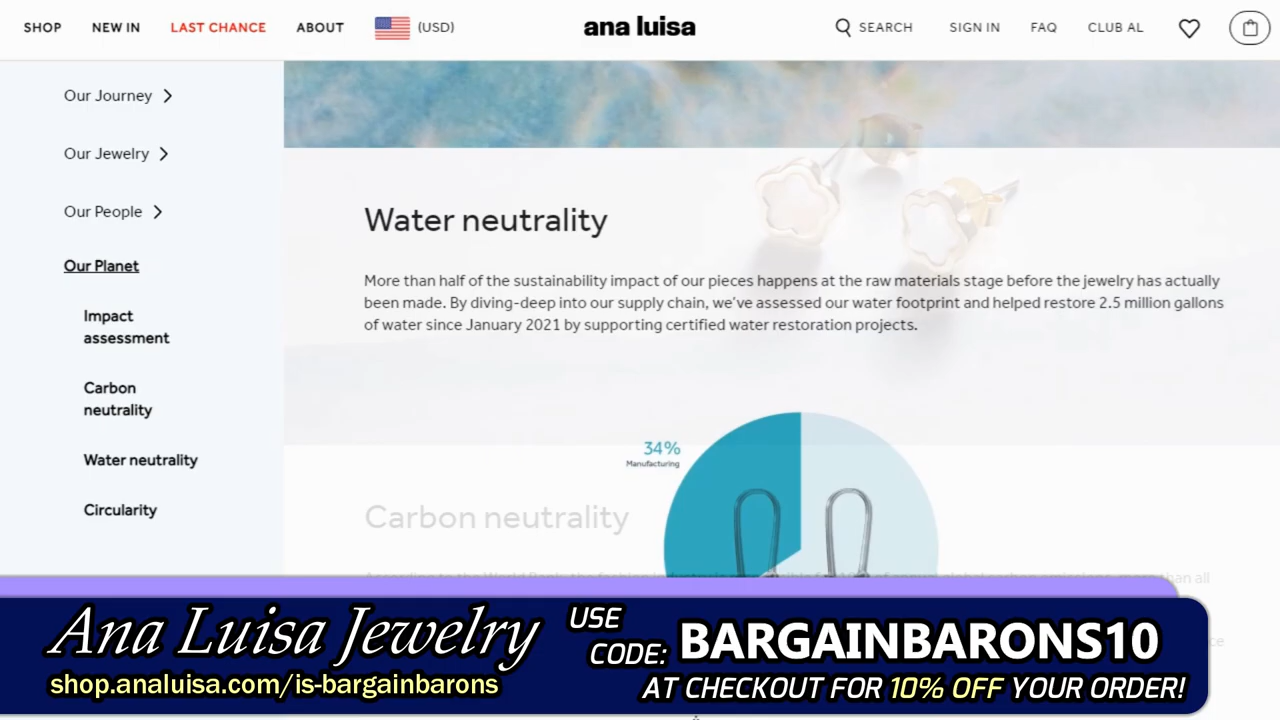 SHOP NEW IN LAST CHANCE ABOUT (USD) ana luisa SEARCH SIGN IN FAQ CLUB AL
Our Journey
Our Jewelry
Our People
Our Planet
Impact
assessment
Carbon
neutrality
Water neutrality
Circularity
Water neutrality
More than half of the sustainability impact of our pieces happens at the raw materials stage before the jewelry has actually
been made. By diving-deep into our supply chain, we've assessed our water footprint and helped restore 2.5 million gallons
of water since January 2021 by supporting certified water restoration projects.
34%
Manufacturing
Carbon neutrality
Ana Luisa Jewelry
shop.analuisa.com/is-bargainbarons
USE
CODE: BARGAINBARONS10
AT CHECKOUT FOR 10% OFF YOUR ORDER!